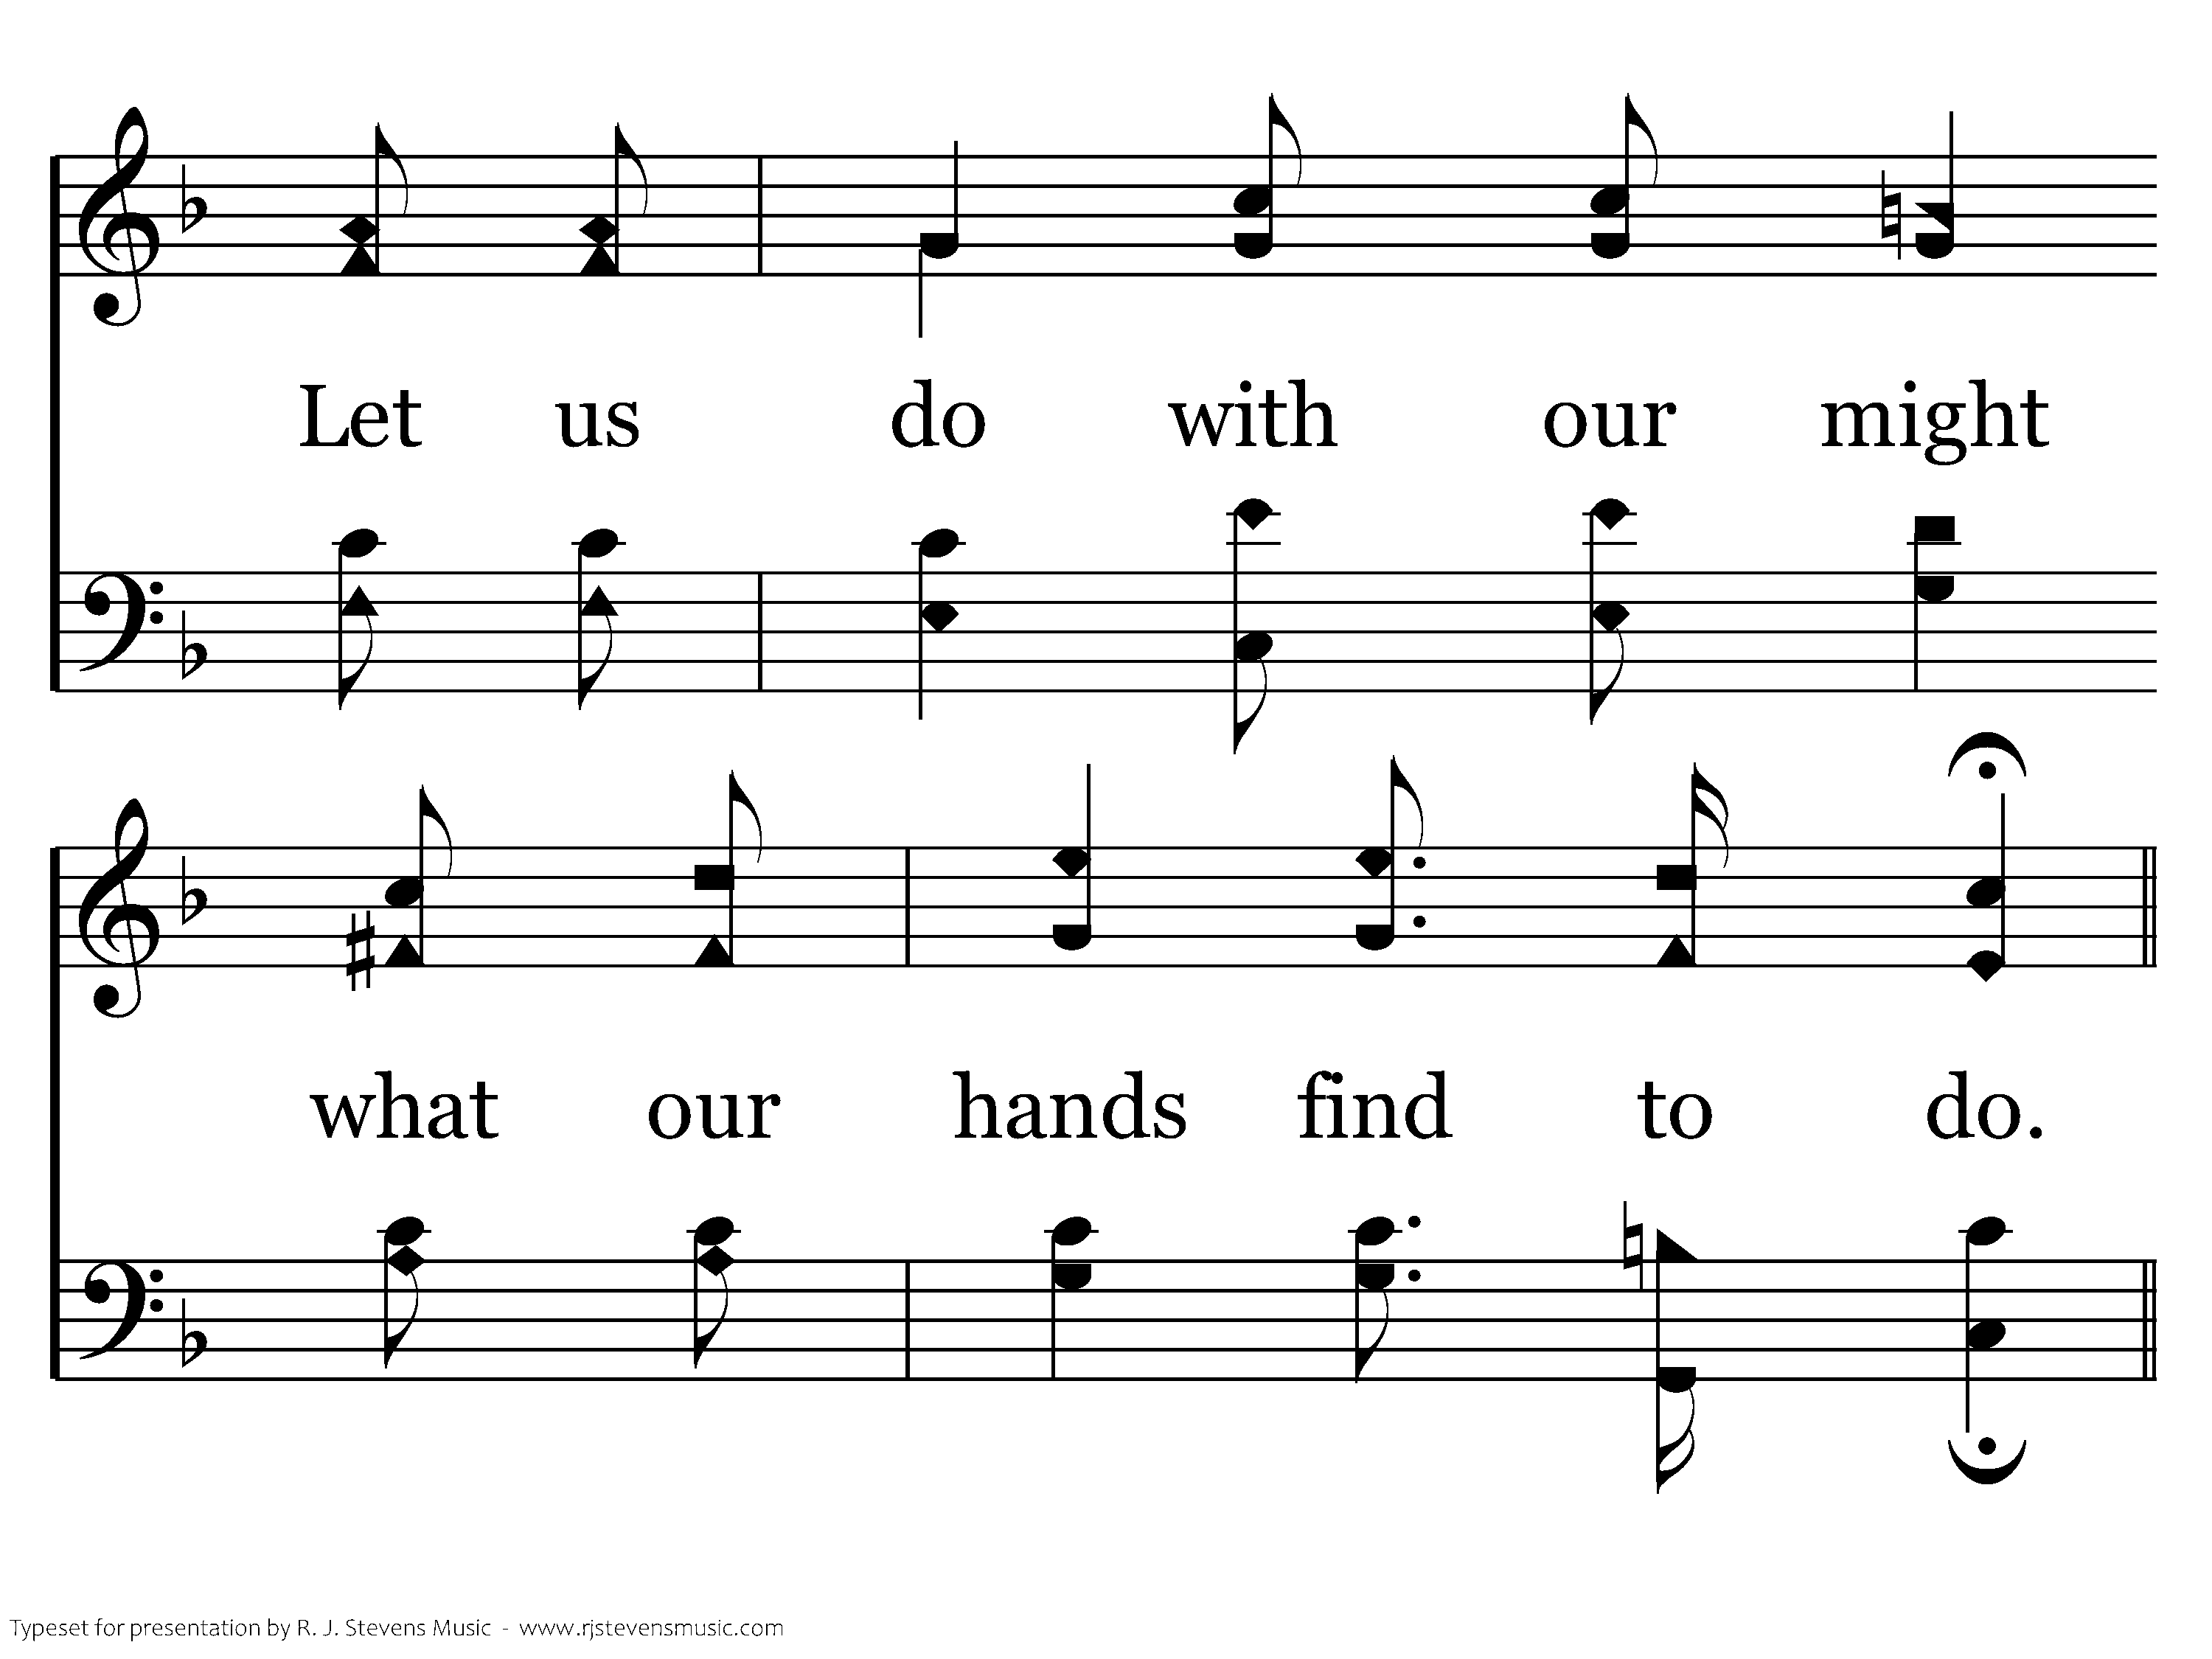 Let us do with our might
what our hands find to do.
Typeset for presentation by R. J. Stevens Music - www.rjstevensmusic.com